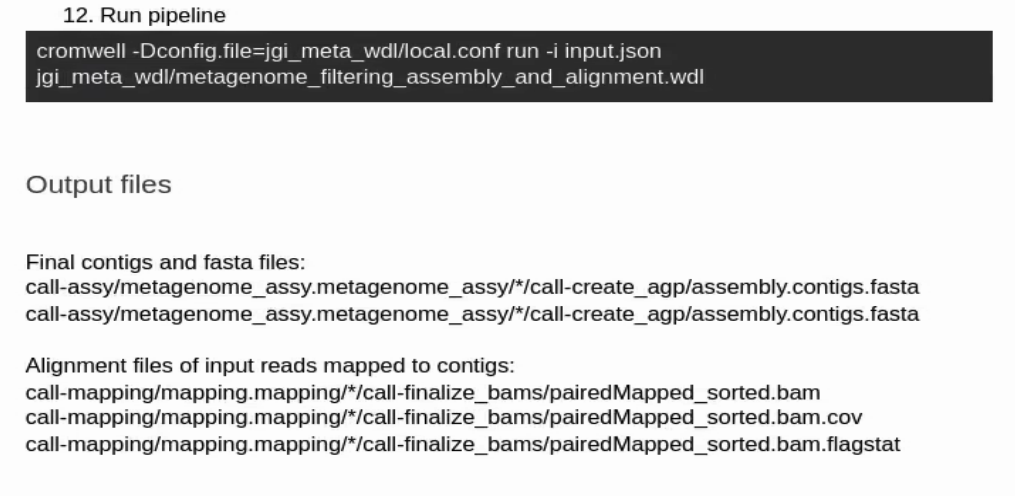 12. Run pipeline
cromwell -Dconfig.file=jgi_meta_wdl/local.conf run -i input.json
jgi_meta_wdl/metagenome_filtering_assembly_and_alignment.wdl
Output files
Final contigs and fasta files:
call-assy/metagenome_assy.metagenome_assy/*/call-create_agp/assembly.contigs.fasta
call-assy/metagenome_assy.metagenome_assy/*/call-create_agp/assembly.contigs.fasta
Alignment files of input reads mapped to contigs:
call-mapping/mapping.mapping/*/call-finalize_bams/pairedMapped_sorted.bam
call-mapping/mapping.mapping/*/call-finalize_bams/pairedMapped_sorted.bam.cov
call-mapping/mapping.mapping/*/call-finalize_bams/pairedMapped_sorted.bam.flagstat